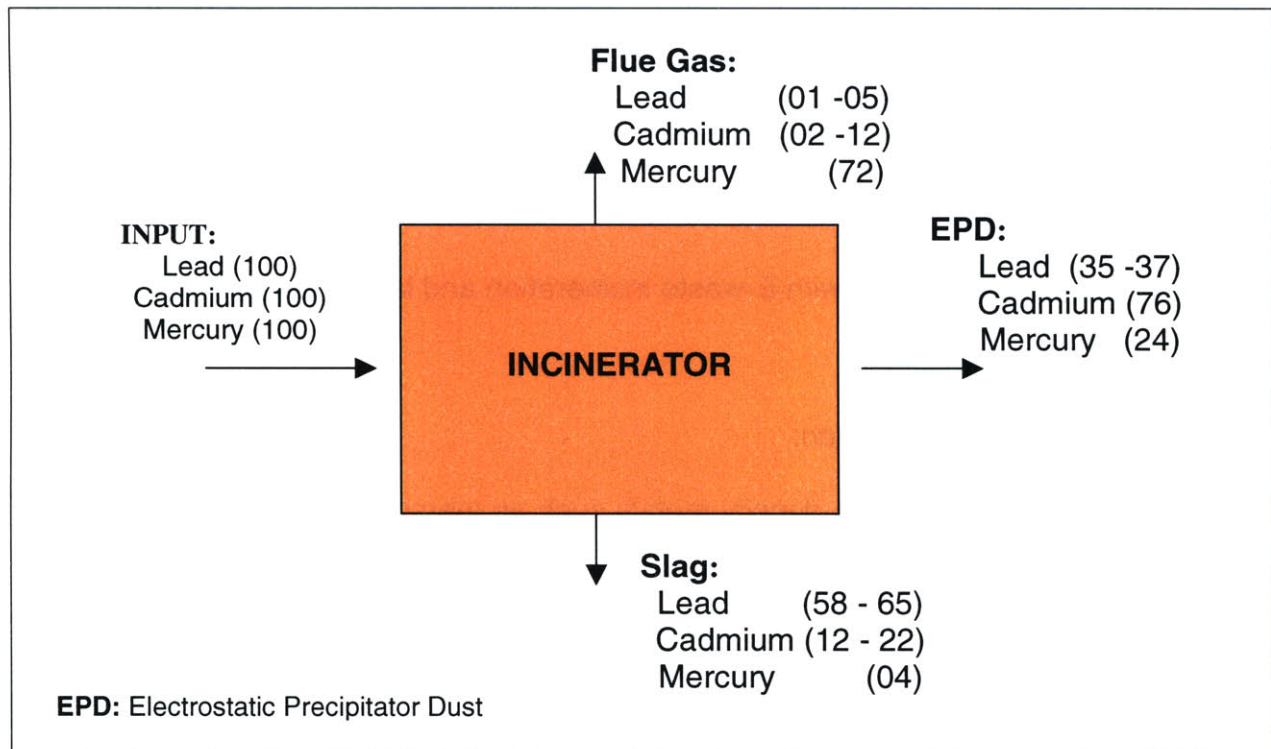 Flue Gas:
Lead (01 -05)
Cadmium (02 -12)
Mercury (72)
INPUT:
Lead (100)
Cadmium (100)
Mercury (100)
INCINERATOR
EPD:
Lead (35 -37)
Cadmium (76)
Mercury (24)
Slag:
Lead (58 - 65)
Cadmium (12 - 22)
Mercury (04)
EPD: Electrostatic Precipitator Dust